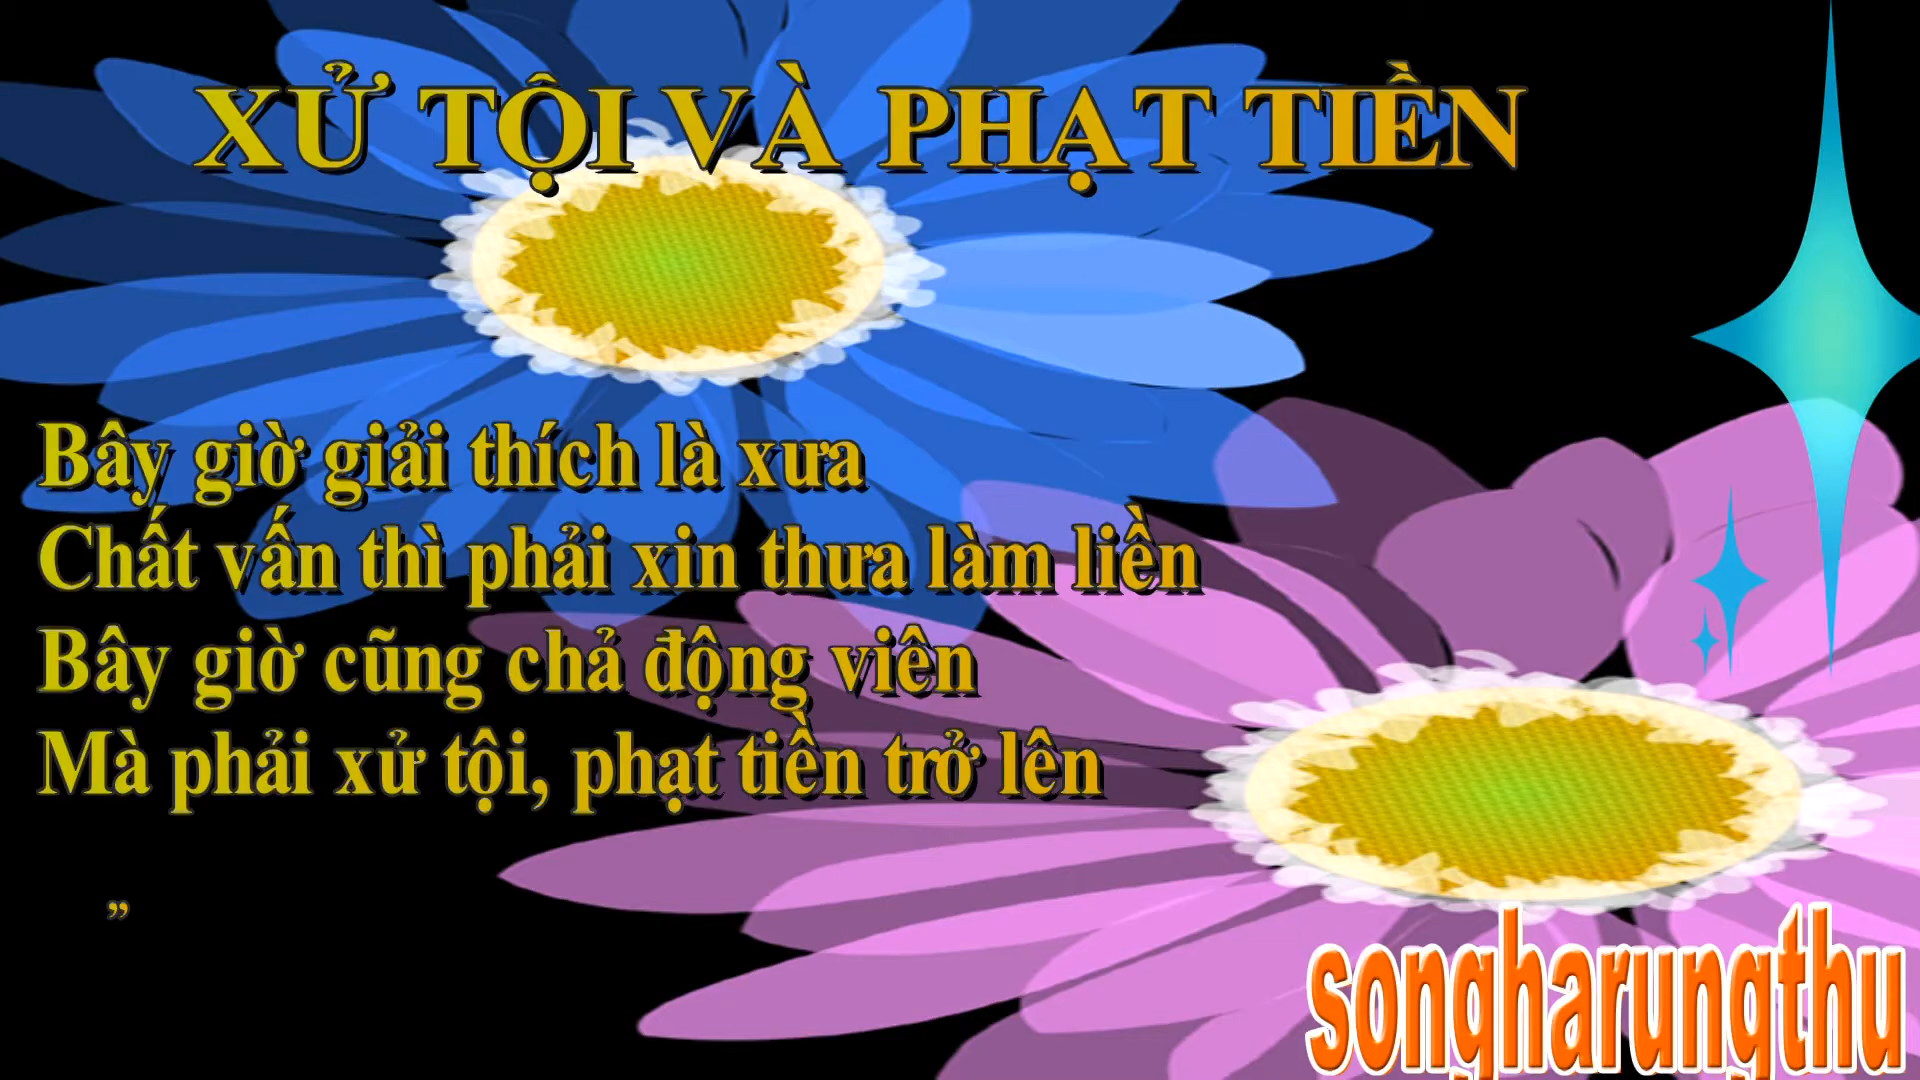 XỬ TỘI VÀ PHẠT TIỀN
Bây giờ giải thích là xưa
Chất vấn thì phải xin thưa làm liền
Bây giờ cũng chả động viên
Mà phải xử tội, phạt tiền trở lên
”
songharungthu